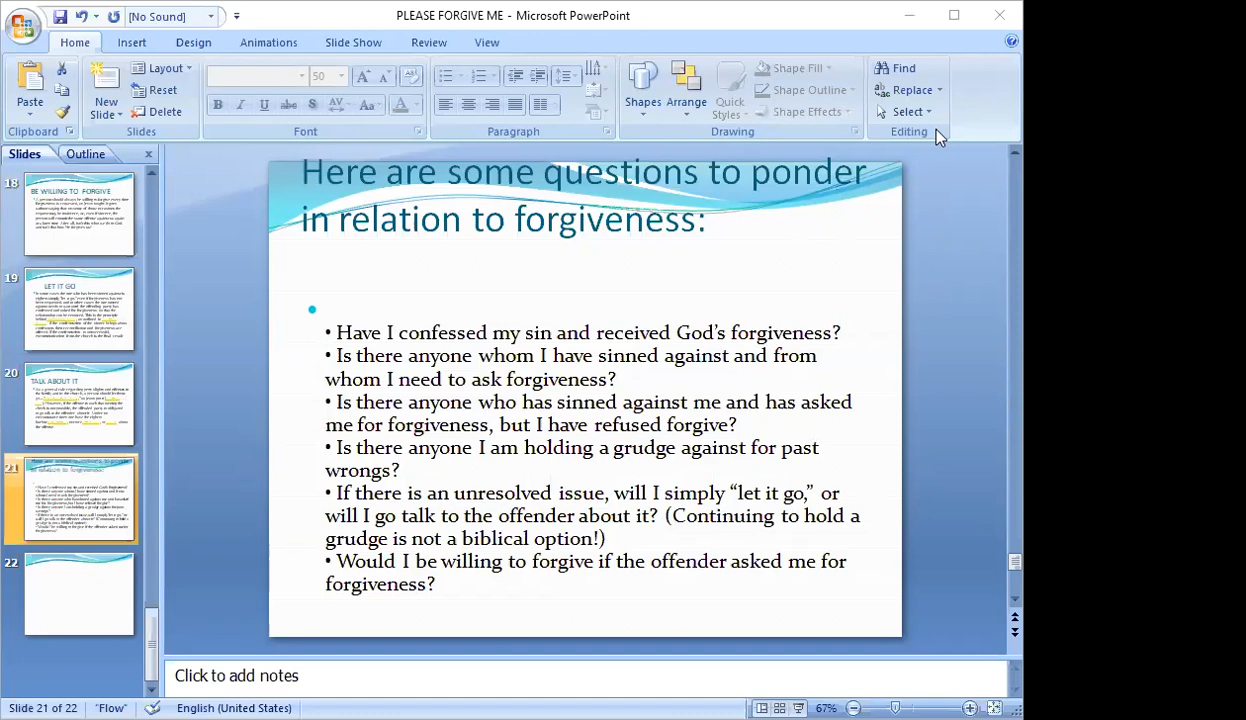 [No Sound]
PLEASE FORGIVE ME - Microsoft PowerPoint
Home Insert Design Animations Slide Show Review View
Paste
New Slide
Layout
Reset
Delete
50
B I U abc S AV Aa A
Shapes
Arrange
Quick Styles
Shape Fill
Shape Outline
Shape Effects
Find
Replace
Select
Clipboard Slides Font Paragraph Drawing Editing
Slides Outline
18
BE WILLING TO FORGIVE
19
LET IT GO
20
TALK ABOUT IT
21
22
Here are some questions to ponder
in relation to forgiveness:
• Have I confessed my sin and received God’s forgiveness?
• Is there anyone whom I have sinned against and from
whom I need to ask forgiveness?
• Is there anyone who has sinned against me and has asked
me for forgiveness, but I have refused forgive?
• Is there anyone I am holding a grudge against for past
wrongs?
• If there is an unresolved issue, will I simply “let it go,” or
will I go talk to the offender about it? (Continuing to hold a
grudge is not a biblical option!)
• Would I be willing to forgive if the offender asked me for
forgiveness?
Click to add notes
Slide 21 of 22 "Flow" English (United States) 67%